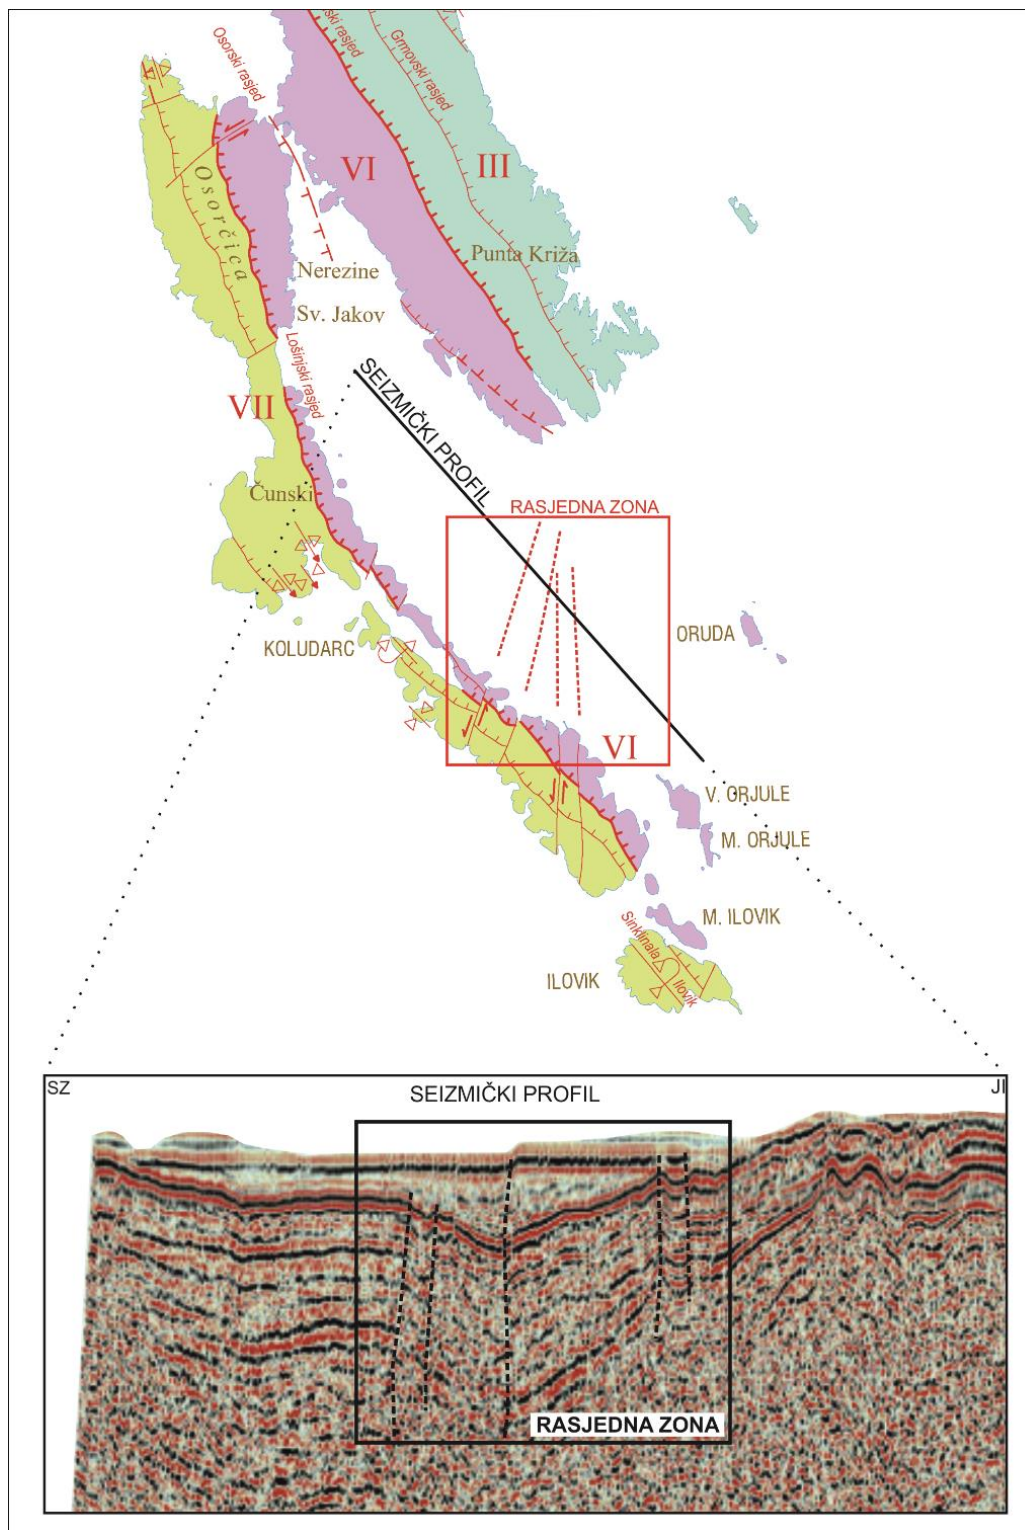 Osorski rasjed
ski rasjed
Grmovski rasjed
VI
III
Osorčica
Punta Križa
Nerezine
Sv. Jakov
Lošinjski rasjed
SEIZMIČKI PROFIL
VII
Čunski
RASJEDNA ZONA
ORUDA
KOLUDARC
VI
V. ORJULE
M. ORJULE
M. ILOVIK
Sinklinala
Ilovik
ILOVIK
SZ
SEIZMIČKI PROFIL
JI
RASJEDNA ZONA